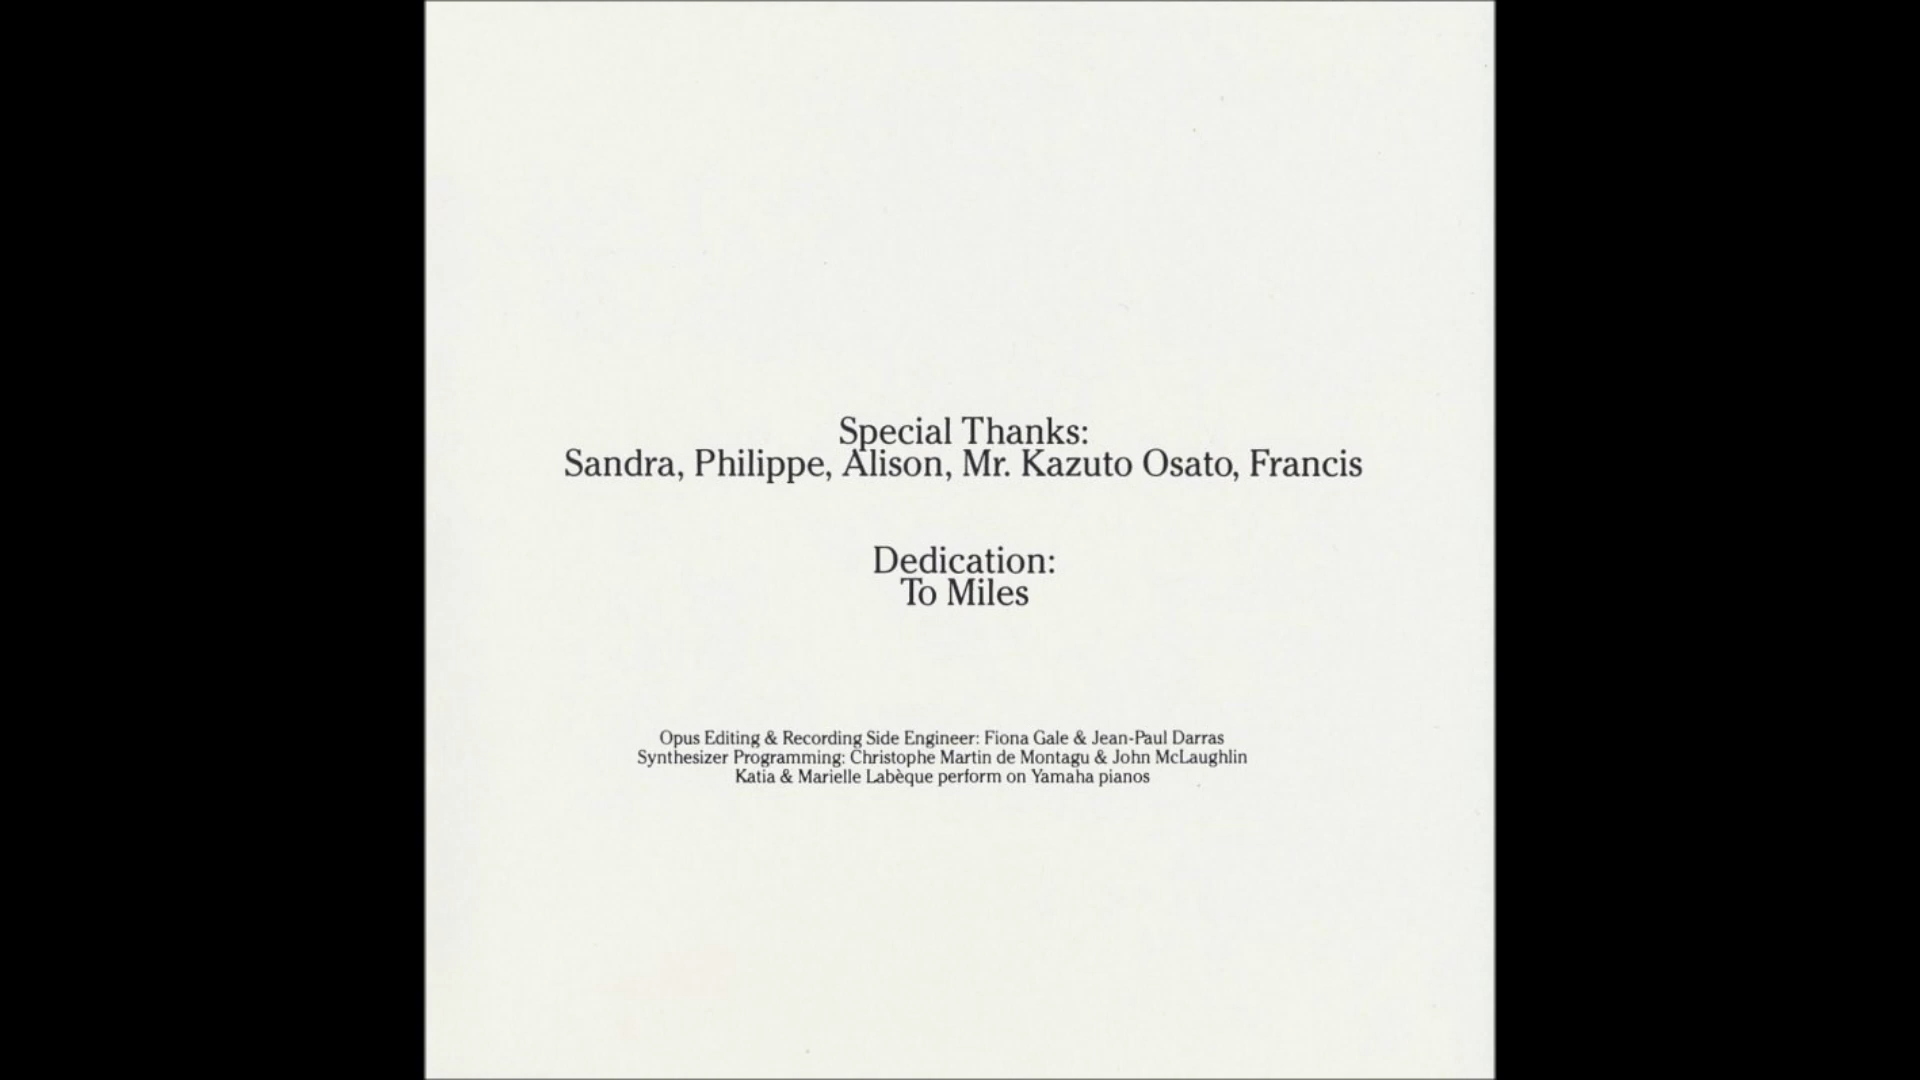 Special Thanks:
Sandra, Philippe, Alison, Mr. Kazuto Osato, Francis
Dedication:
To Miles
Opus Editing & Recording Side Engineer: Fiona Gale & Jean-Paul Darras
Synthesizer Programming: Christophe Martin de Montagu & John McLaughlin
Katia & Marielle Labèque perform on Yamaha pianos